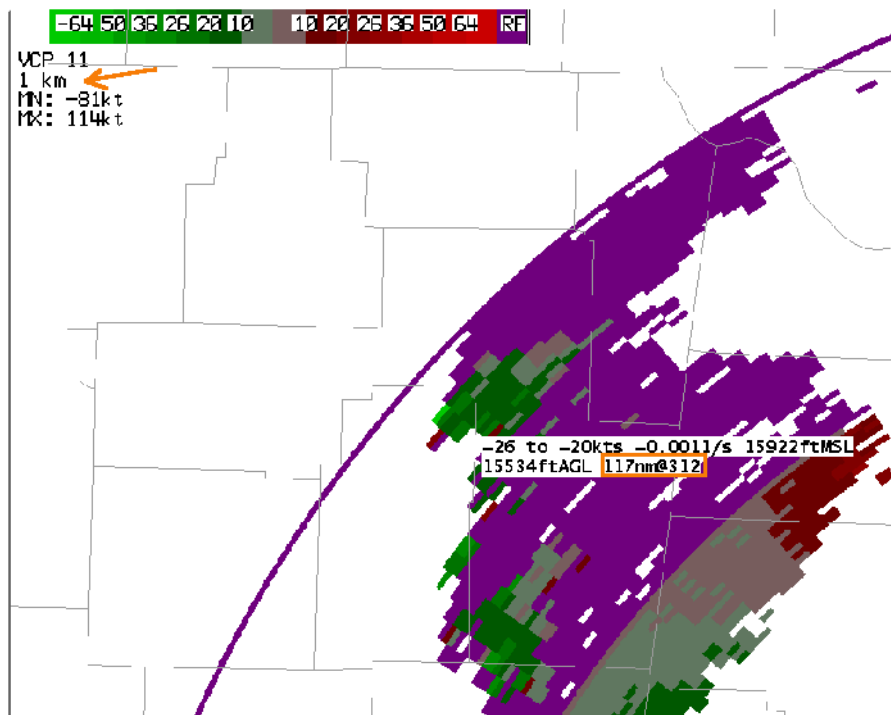 -64 50 36 26 20 10 10 20 26 36 50 64 RF
VCP 11
1 km
MN: -81kt
MX: 114kt
-26 to -20kts -0.0011/s 15922ftMSL
15534ftAGL 117nm@312